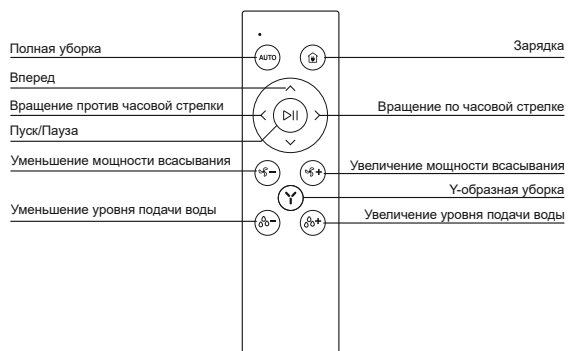 Полная уборка
AUTO
Зарядка
Вперед
Вращение против часовой стрелки
Вращение по часовой стрелке
Пуск/Пауза
Уменьшение мощности всасывания
Увеличение мощности всасывания
Y-образная уборка
Уменьшение уровня подачи воды
Увеличение уровня подачи воды